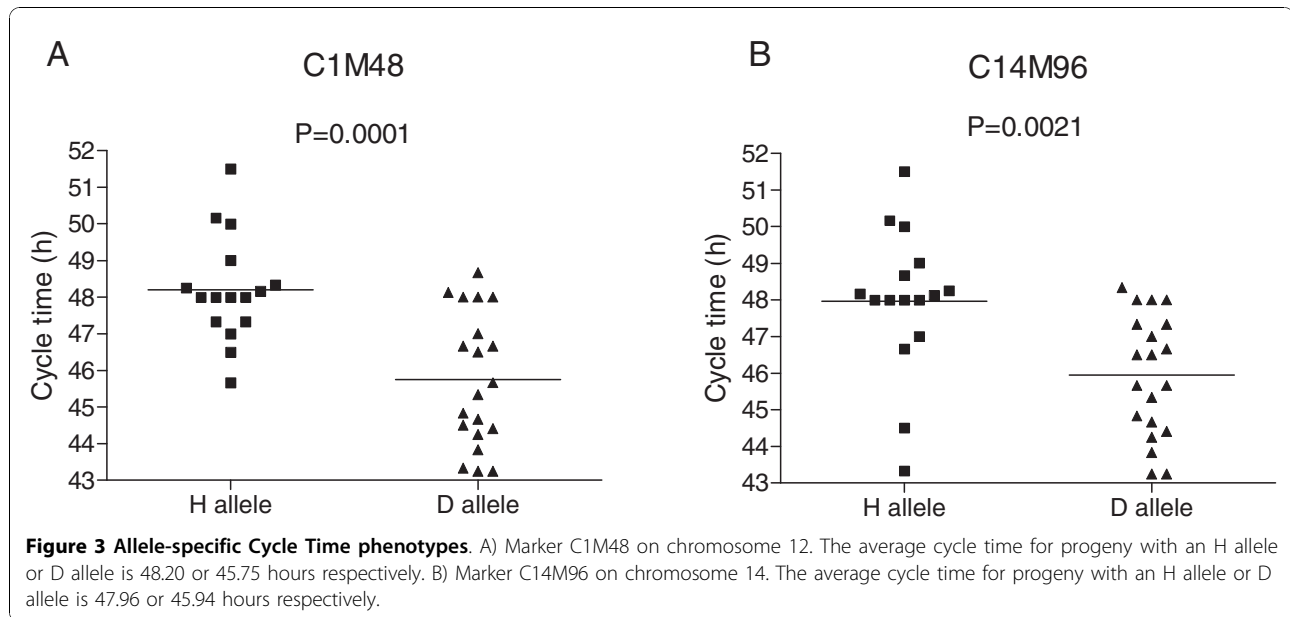 A
C1M48
P=0.0001
52
51
50
49
48
47
46
45
44
43
Cycle time (h)
H allele
D allele
B
C14M96
P=0.0021
52
51
50
49
48
47
46
45
44
43
Cycle time (h)
H allele
D allele
Figure 3 Allele-specific Cycle Time phenotypes. A) Marker C1M48 on chromosome 12. The average cycle time for progeny with an H allele
or D allele is 48.20 or 45.75 hours respectively. B) Marker C14M96 on chromosome 14. The average cycle time for progeny with an H allele or D
allele is 47.96 or 45.94 hours respectively.